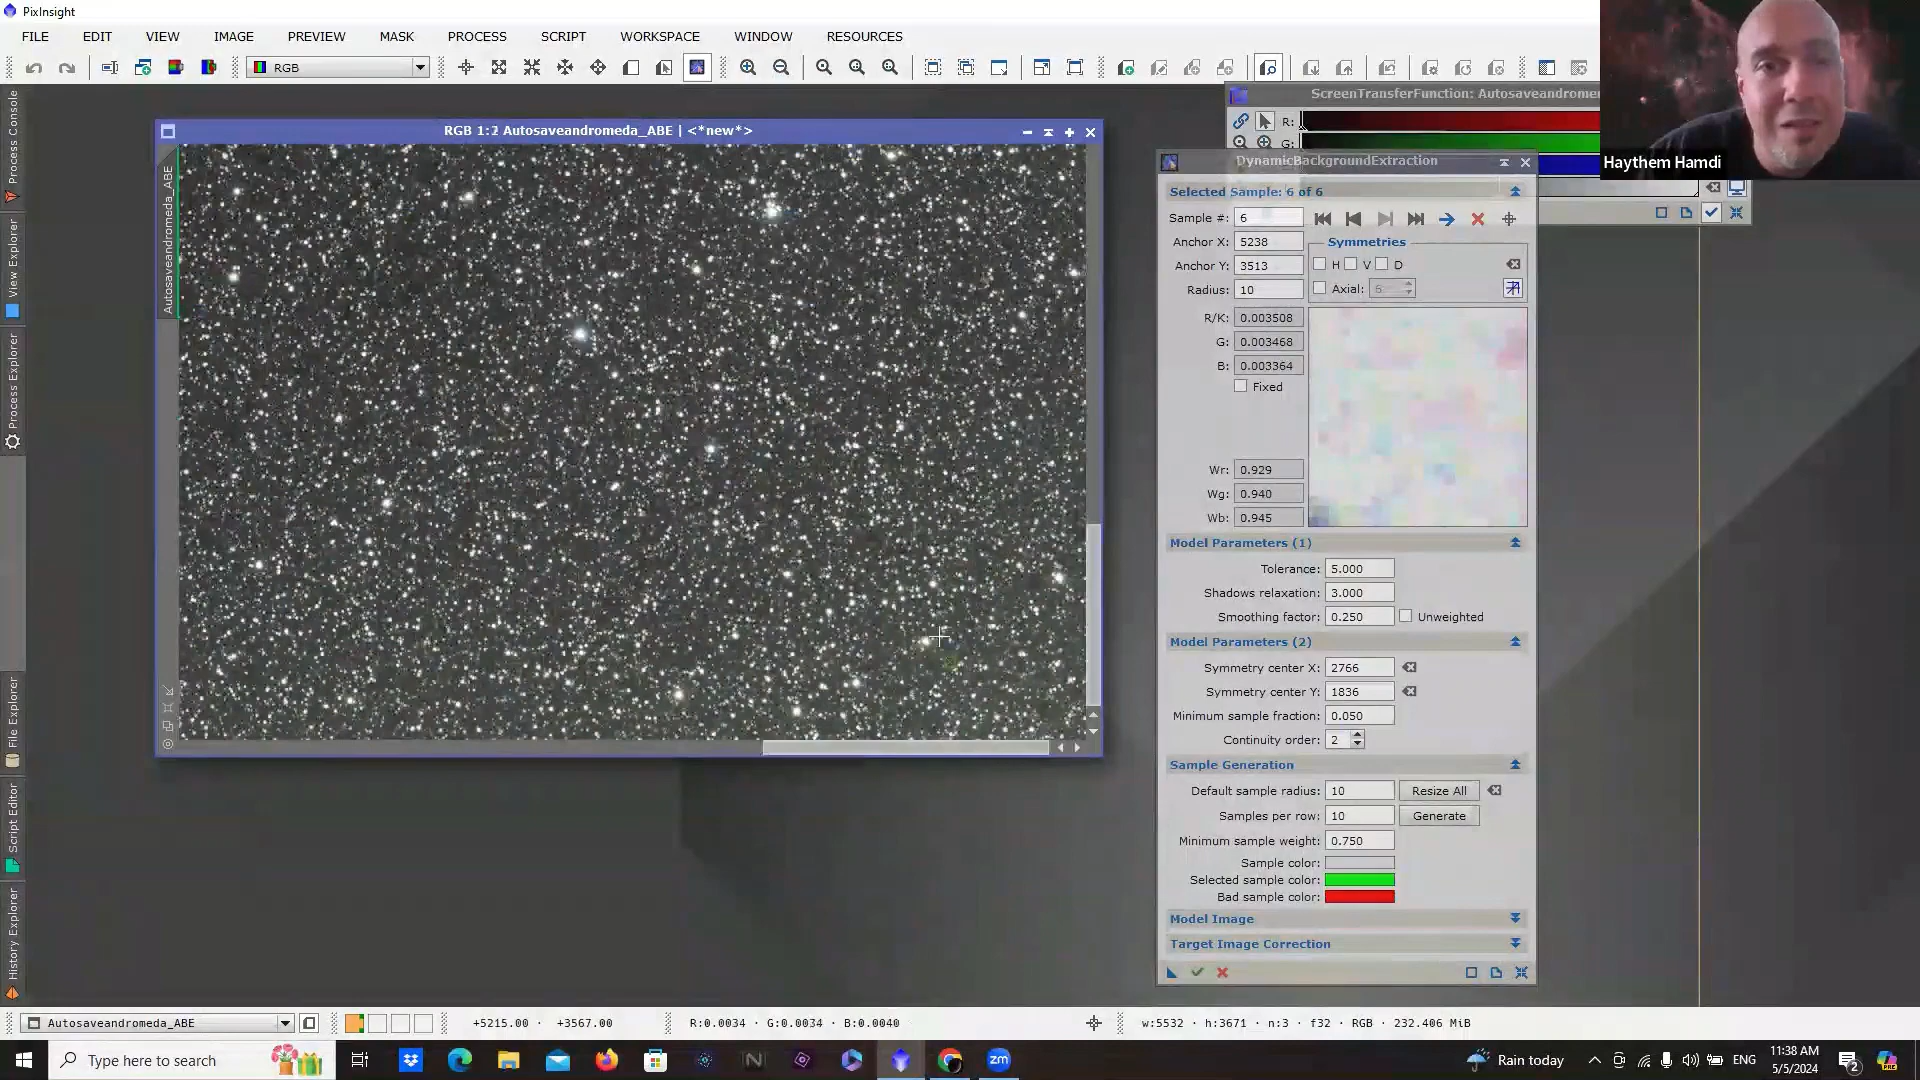 PixInsight
FILE EDIT VIEW IMAGE PREVIEW MASK PROCESS SCRIPT WORKSPACE WINDOW RESOURCES
RGB
Process Console
View Explorer
Process Explorer
File Explorer
Script Editor
History Explorer
RGB 1:2 Autosaveandromeda_ABE | <*new*>
Autosaveandromeda_ABE
ScreenTransferFunction: Autosaveandromed
R:
G:
Haythem Hamdi
DynamicBackgroundExtraction
Selected Sample: 6 of 6
Sample #: 6
Anchor X: 5238
Symmetries
Anchor Y: 3513
H V D
Radius: 10
Axial: 6
R/K: 0.003508
G: 0.003468
B: 0.003364
Fixed
Wr: 0.929
Wg: 0.940
Wb: 0.945
Model Parameters (1)
Tolerance: 5.000
Shadows relaxation: 3.000
Smoothing factor: 0.250 Unweighted
Model Parameters (2)
Symmetry center X: 2766
Symmetry center Y: 1836
Minimum sample fraction: 0.050
Continuity order: 2
Sample Generation
Default sample radius: 10 Resize All
Samples per row: 10 Generate
Minimum sample weight: 0.750
Sample color:
Selected sample color:
Bad sample color:
Model Image
Target Image Correction
Autosaveandromeda_ABE +5215.00 · +3567.00 R:0.0034 · G:0.0034 · B:0.0040 w:5532 · h:3671 · n:3 · f32 · RGB · 232.406 MiB
Type here to search
zm
Rain today
ENG
11:38 AM
5/5/2024
2
PRE